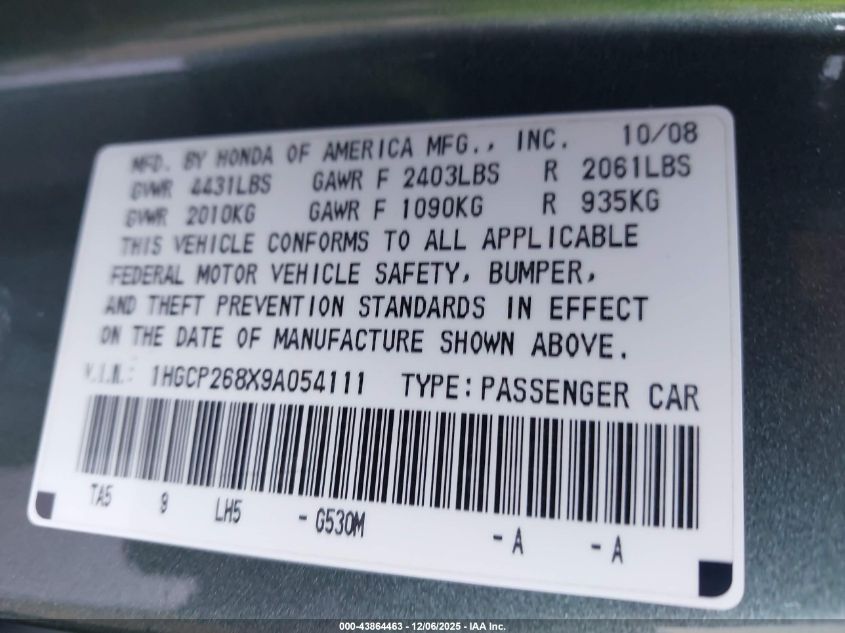 MFD. BY HONDA OF AMERICA MFG., INC. 10/08
GVWR 4431LBS GAWR F 2403LBS R 2061LBS
GVWR 2010KG GAWR F 1090KG R 935KG
THIS VEHICLE CONFORMS TO ALL APPLICABLE
FEDERAL MOTOR VEHICLE SAFETY, BUMPER,
AND THEFT PREVENTION STANDARDS IN EFFECT
ON THE DATE OF MANUFACTURE SHOWN ABOVE.
V.I.N.: 1HGCP268X9A054111 TYPE: PASSENGER CAR
TA5 9 LH5 - G530M - A - A
000-43864463 - 12/06/2025 - IAA Inc.